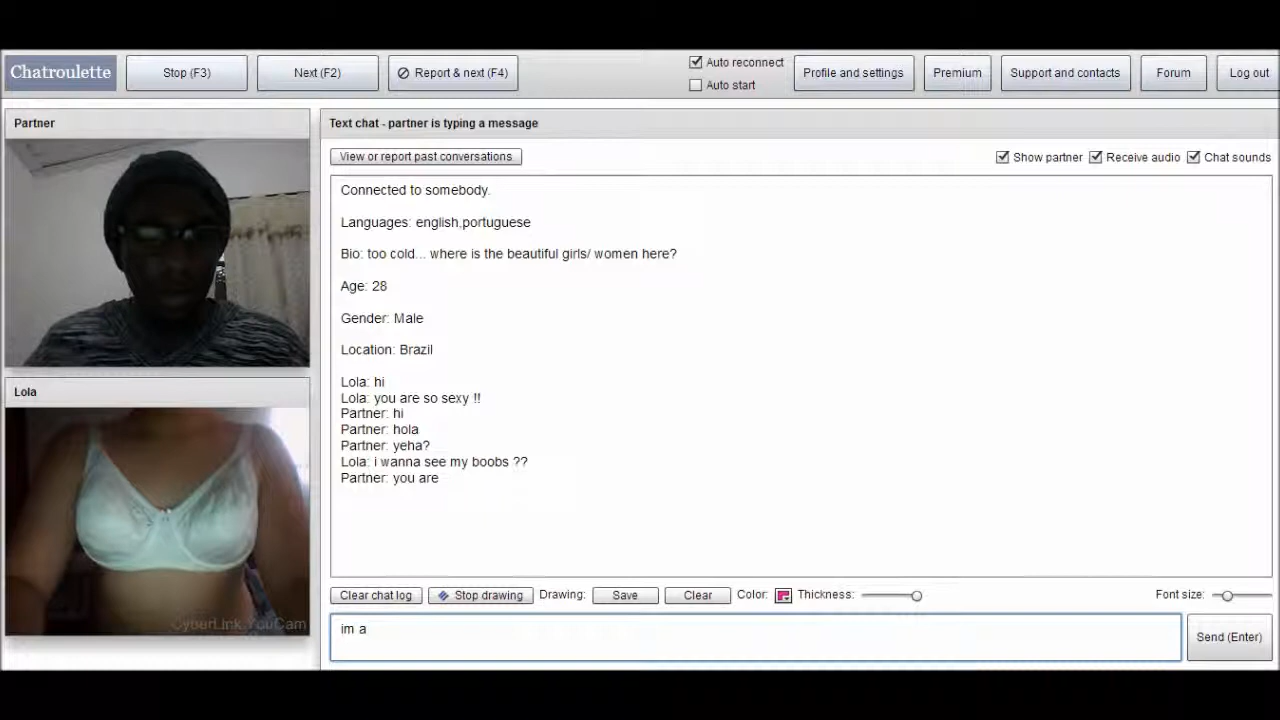 Chatroulette
Stop (F3)
Next (F2)
Report & next (F4)
Auto reconnect
Auto start
Profile and settings
Premium
Support and contacts
Forum
Log out
Partner
Text chat - partner is typing a message
View or report past conversations
Show partner
Receive audio
Chat sounds
Connected to somebody.
Languages: english,portuguese
Bio: too cold... where is the beautiful girls/ women here?
Age: 28
Gender: Male
Location: Brazil
Lola: hi
Lola: you are so sexy !!
Partner: hi
Partner: hola
Partner: yeha?
Lola: i wanna see my boobs ??
Partner: you are
Lola
CyberLink YouCam
Clear chat log
Stop drawing
Drawing:
Save
Clear
Color:
Thickness:
Font size:
im a
Send (Enter)